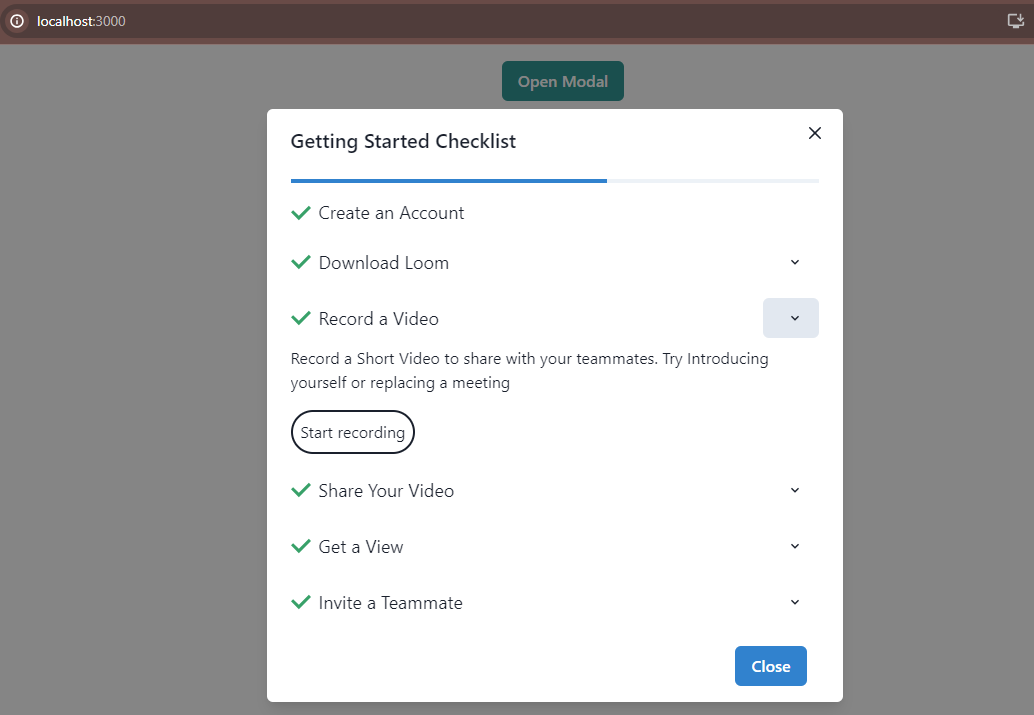 localhost:3000
Open Modal
Getting Started Checklist
Create an Account
Download Loom
Record a Video
Record a Short Video to share with your teammates. Try Introducing
yourself or replacing a meeting
Start recording
Share Your Video
Get a View
Invite a Teammate
Close